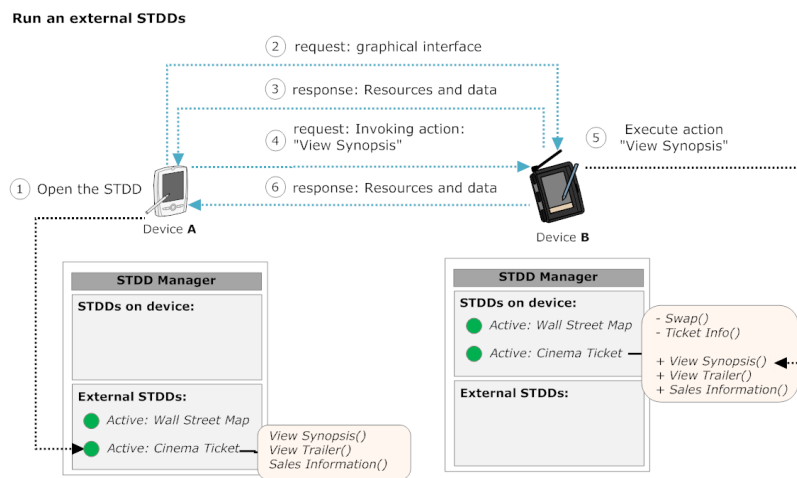 Run an external STDDs
2 request: graphical interface
3 response: Resources and data
4 request: Invoking action:
"View Synopsis"
5 Execute action
"View Synopsis"
1 Open the STDD
6 response: Resources and data
Device A
Device B
STDD Manager
STDDs on device:
External STDDs:
Active: Wall Street Map
Active: Cinema Ticket
View Synopsis()
View Trailer()
Sales Information()
STDD Manager
STDDs on device:
Active: Wall Street Map
Active: Cinema Ticket
- Swap()
- Ticket Info()
+ View Synopsis()
+ View Trailer()
+ Sales Information()
External STDDs: